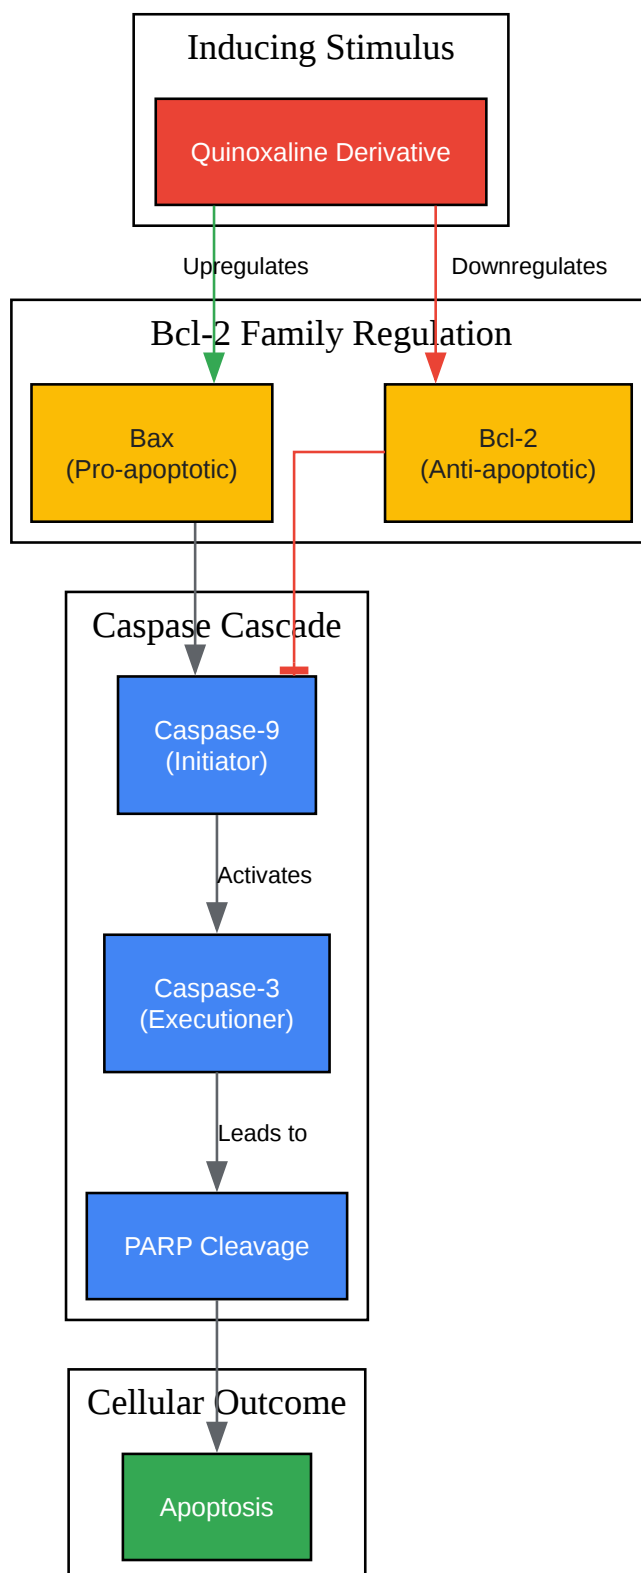 Inducing Stimulus
Quinoxaline Derivative
Upregulates
Downregulates
Bcl-2 Family Regulation
Bax
(Pro-apoptotic)
Bcl-2
(Anti-apoptotic)
Caspase Cascade
Caspase-9
(Initiator)
Activates
Caspase-3
(Executioner)
Leads to
PARP Cleavage
Cellular Outcome
Apoptosis